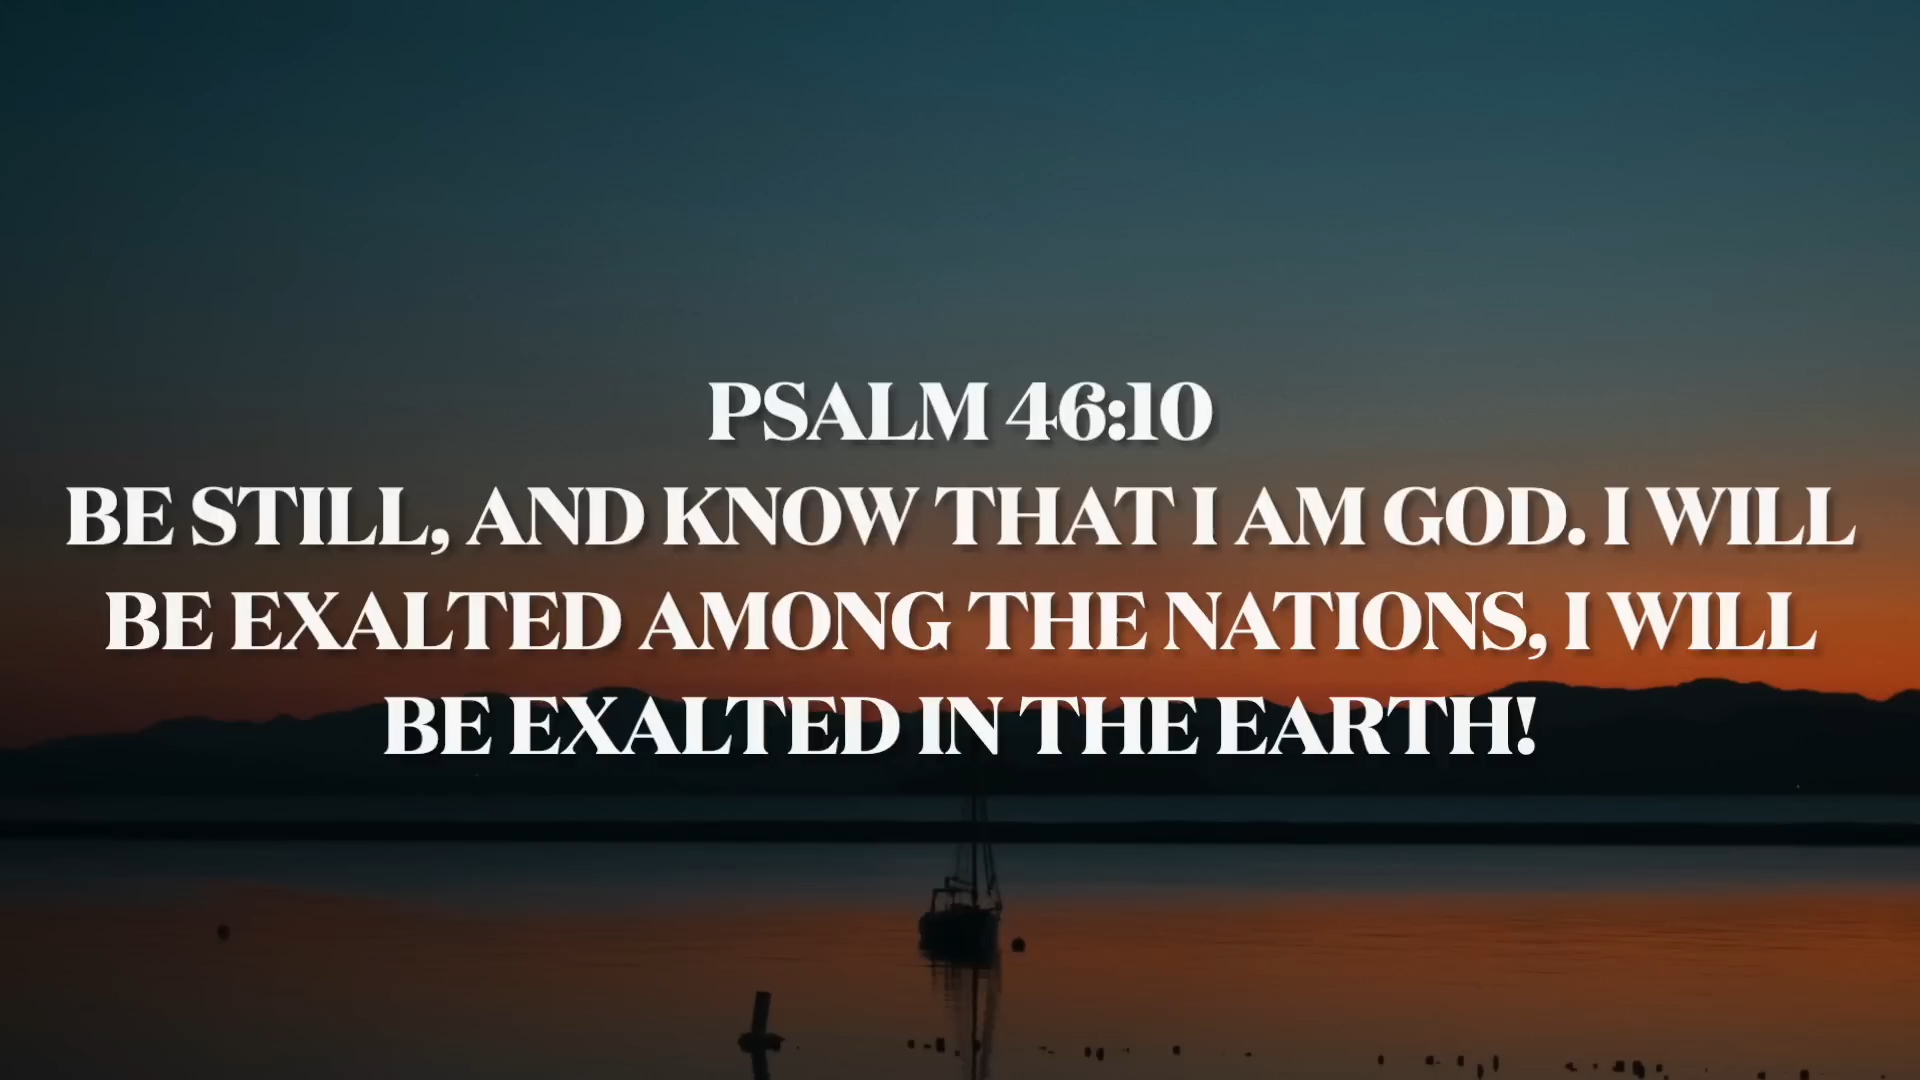 PSALM 46:10
BE STILL, AND KNOW THAT I AM GOD. I WILL
BE EXALTED AMONG THE NATIONS, I WILL
BE EXALTED IN THE EARTH!